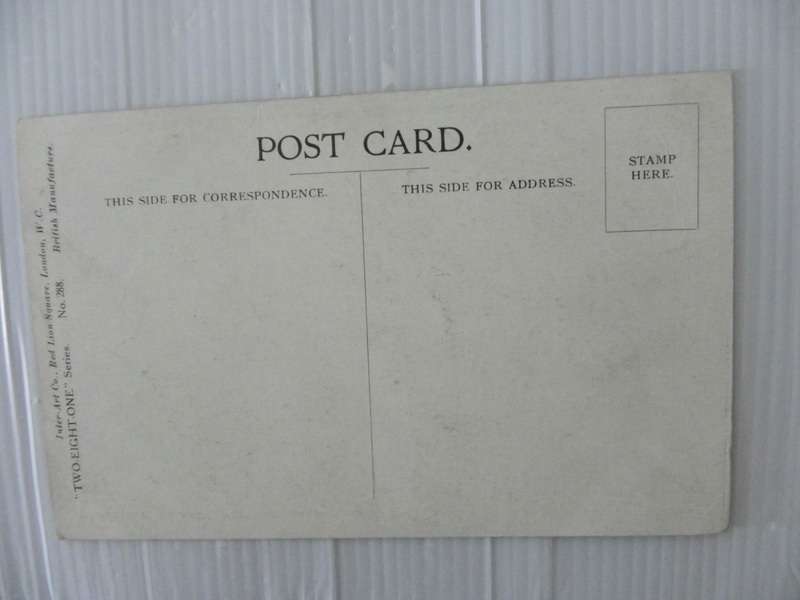 POST CARD.
THIS SIDE FOR CORRESPONDENCE.
THIS SIDE FOR ADDRESS.
STAMP
HERE.
Inter-Art Co., Red Lion Square, London, W.C.
"TWO-EIGHT-ONE" Series. No. 288. British Manufacture.